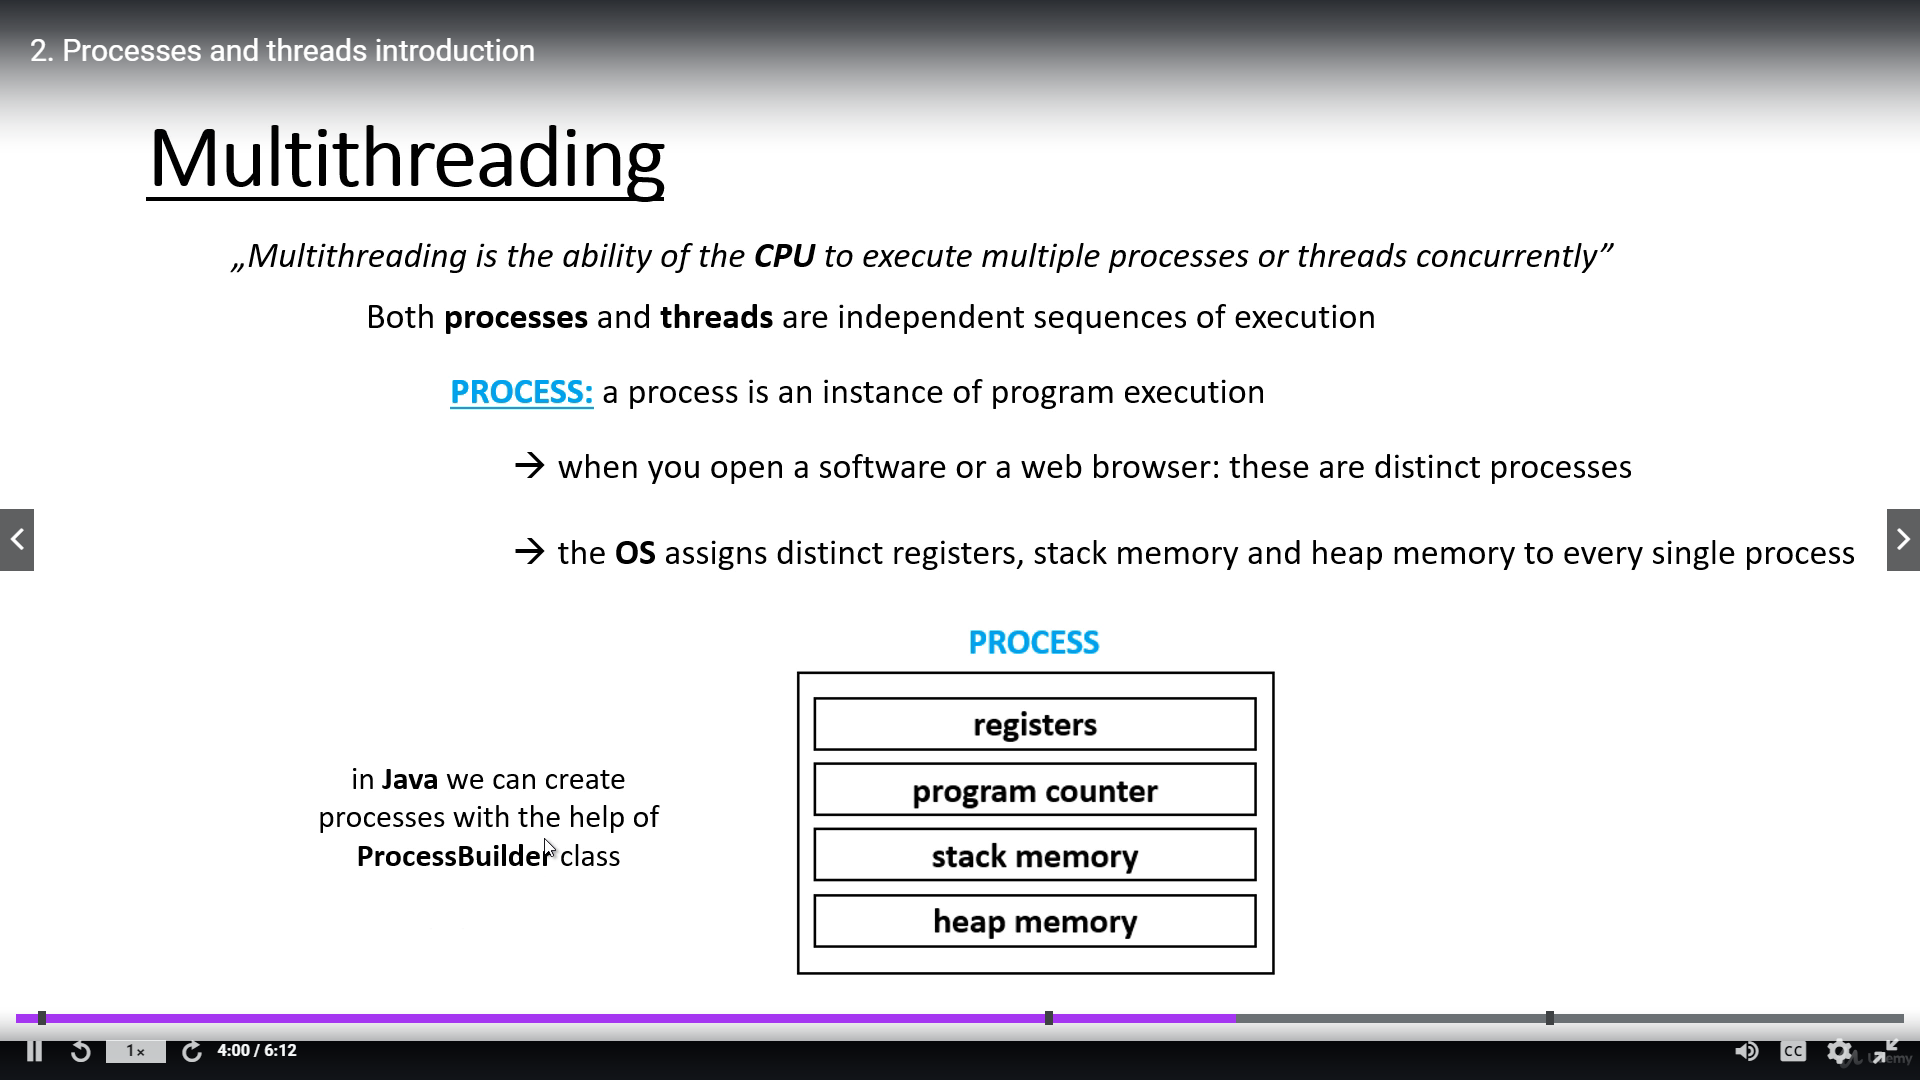 2. Processes and threads introduction
Multithreading
„Multithreading is the ability of the CPU to execute multiple processes or threads concurrently”
Both processes and threads are independent sequences of execution
PROCESS: a process is an instance of program execution
→ when you open a software or a web browser: these are distinct processes
→ the OS assigns distinct registers, stack memory and heap memory to every single process
PROCESS
registers
program counter
stack memory
heap memory
in Java we can create
processes with the help of
ProcessBuilder class
1×
4:00 / 6:12
CC